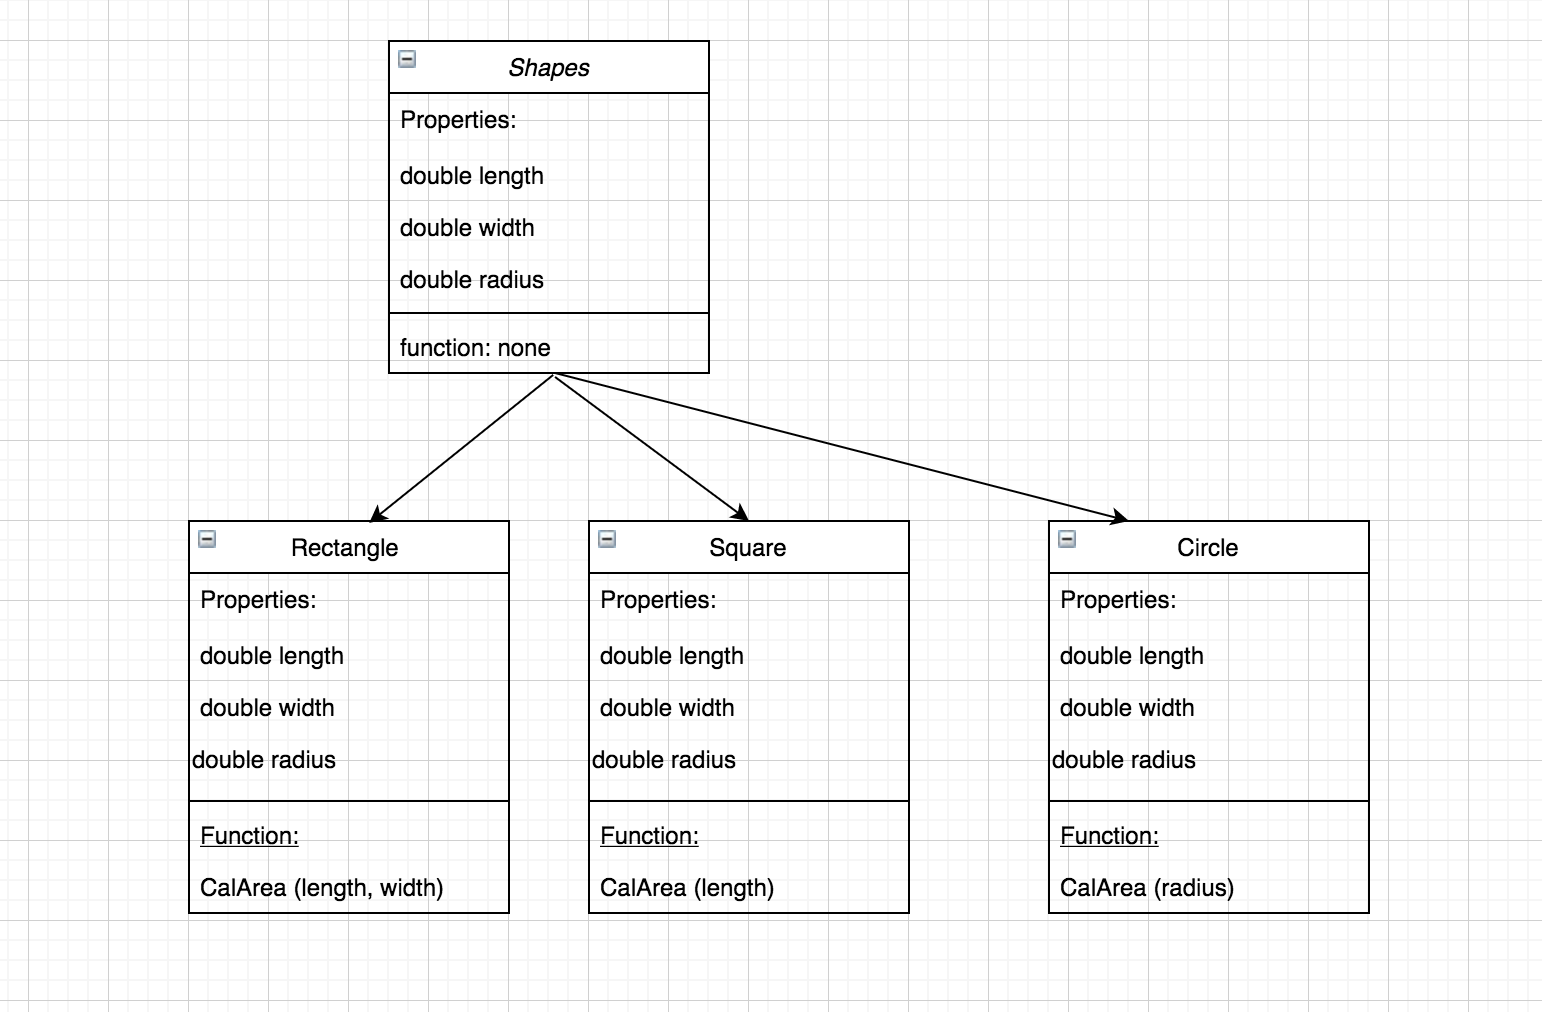 Shapes
Properties:
double length
double width
double radius
function: none
Rectangle
Properties:
double length
double width
double radius
Function:
CalArea (length, width)
Square
Properties:
double length
double width
double radius
Function:
CalArea (length)
Circle
Properties:
double length
double width
double radius
Function:
CalArea (radius)